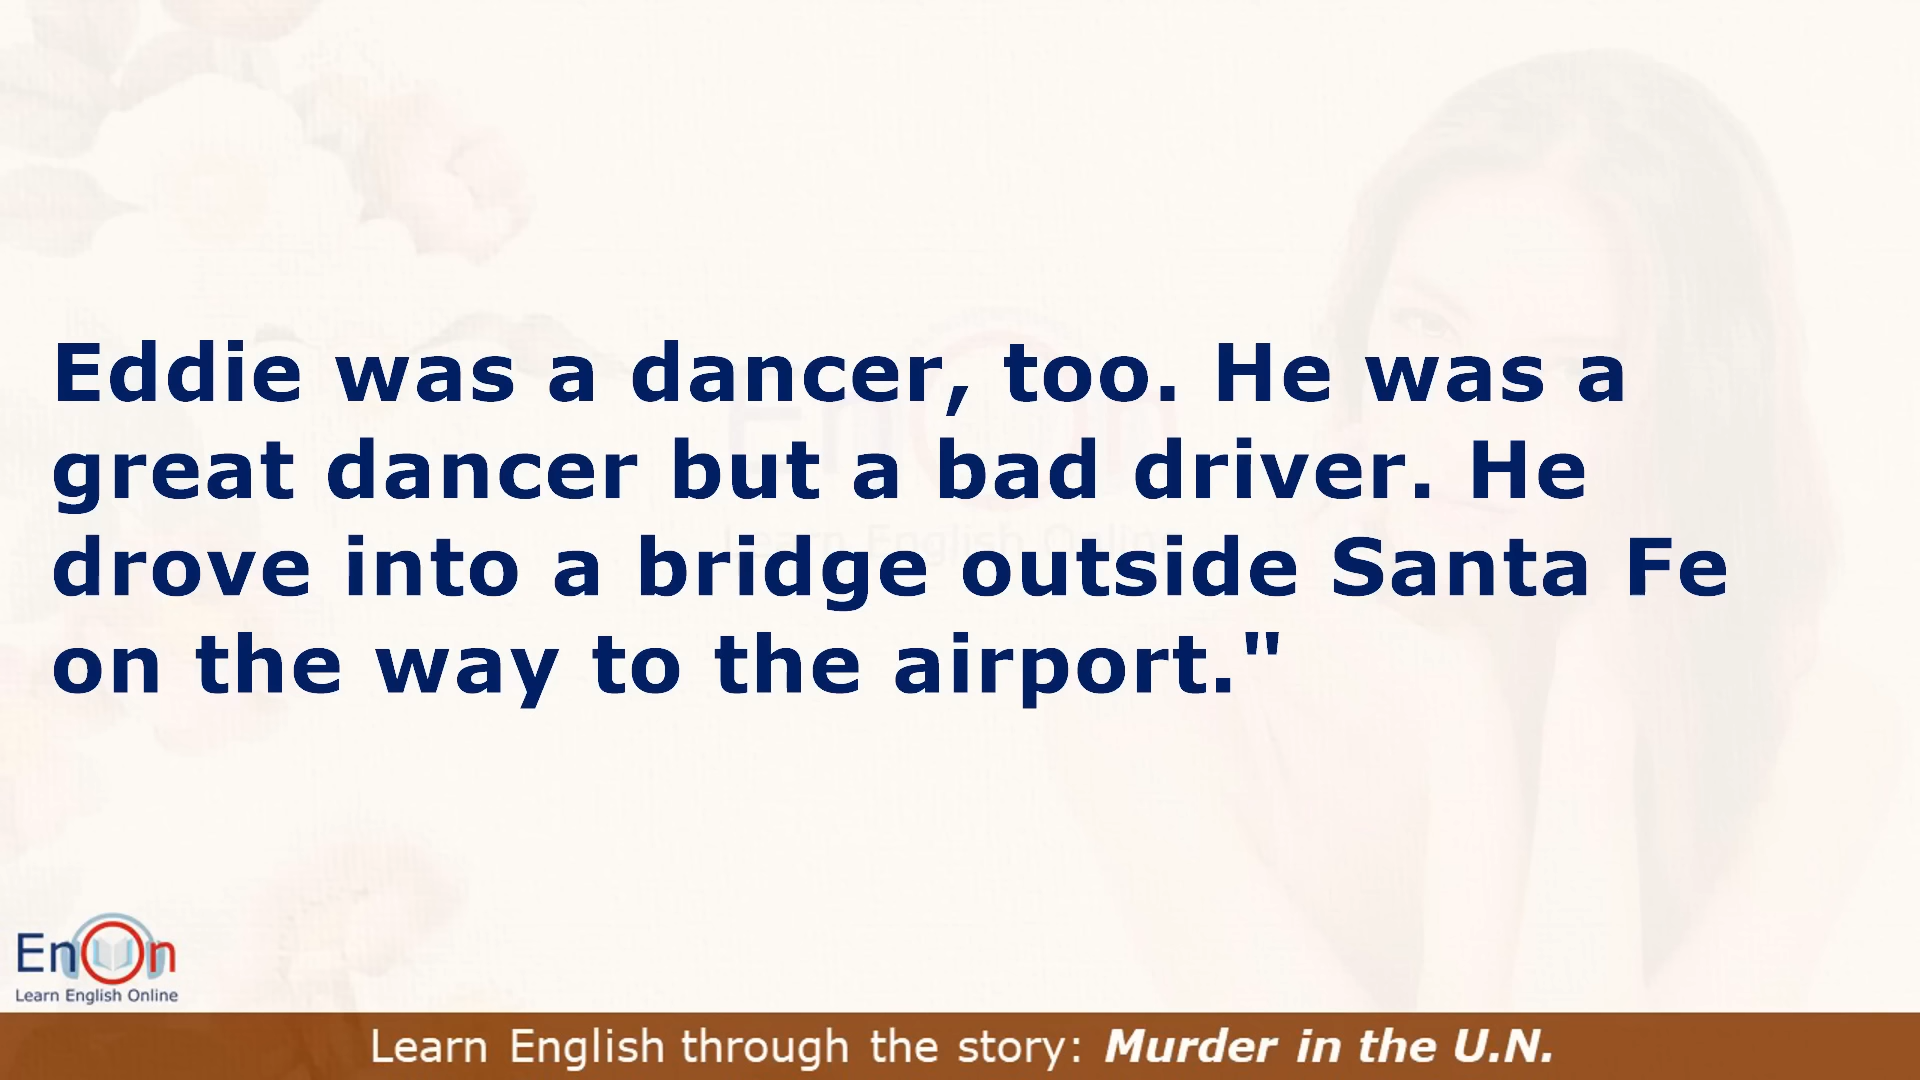 Eddie was a dancer, too. He was a
great dancer but a bad driver. He
drove into a bridge outside Santa Fe
on the way to the airport."
EnOn
Learn English Online
Learn English through the story: Murder in the U.N.